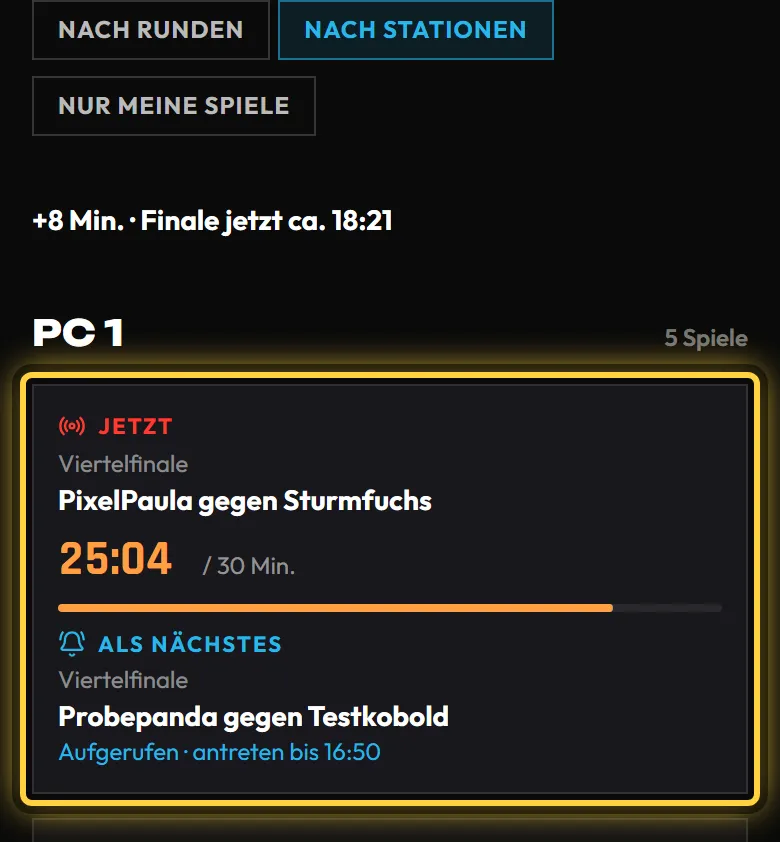 NACH RUNDEN
NACH STATIONEN
NUR MEINE SPIELE
+8 Min. · Finale jetzt ca. 18:21
PC 1
5 Spiele
JETZT
Viertelfinale
PixelPaula gegen Sturmfuchs
25:04 / 30 Min.
ALS NÄCHSTES
Viertelfinale
Probepanda gegen Testkobold
Aufgerufen · antreten bis 16:50